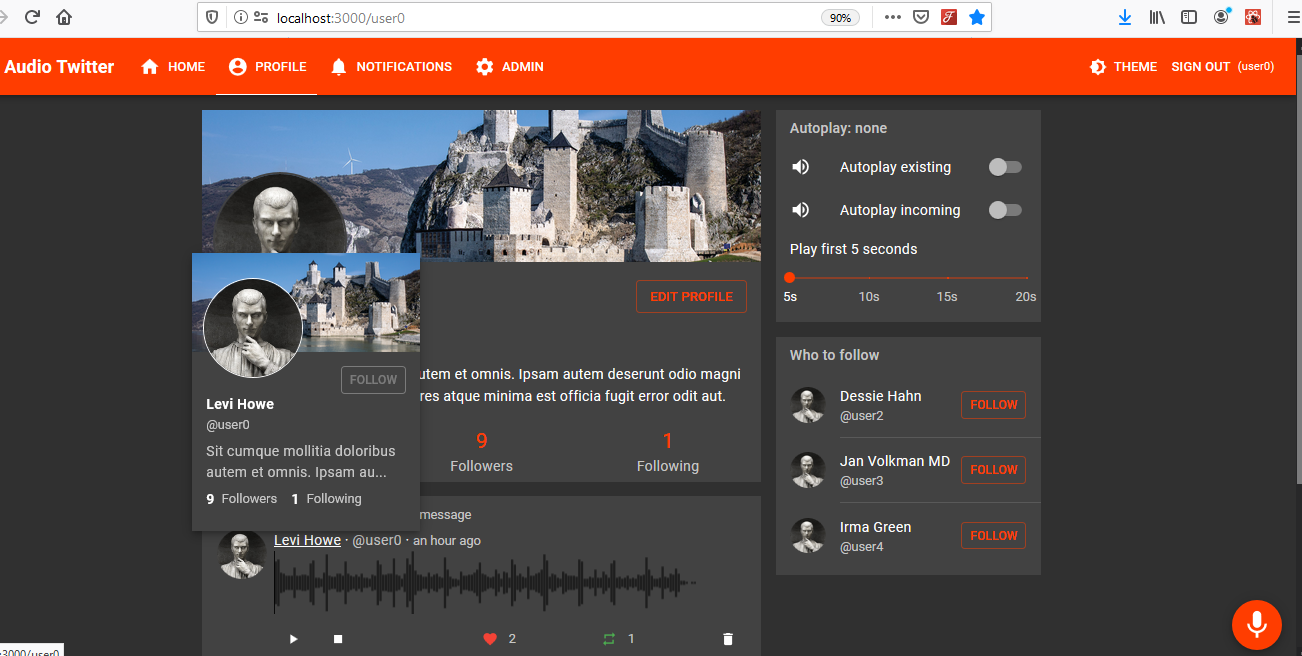 localhost:3000/user0
90%
Audio Twitter
HOME
PROFILE
NOTIFICATIONS
ADMIN
THEME
SIGN OUT (user0)
EDIT PROFILE
utem et omnis. Ipsam autem deserunt odio magni
res atque minima est officia fugit error odit aut.
9
Followers
1
Following
FOLLOW
Levi Howe
@user0
Sit cumque mollitia doloribus
autem et omnis. Ipsam au...
9 Followers 1 Following
message
Levi Howe · @user0 · an hour ago
2
1
Autoplay: none
Autoplay existing
Autoplay incoming
Play first 5 seconds
5s 10s 15s 20s
Who to follow
Dessie Hahn
@user2
FOLLOW
Jan Volkman MD
@user3
FOLLOW
Irma Green
@user4
FOLLOW
:3000/user0